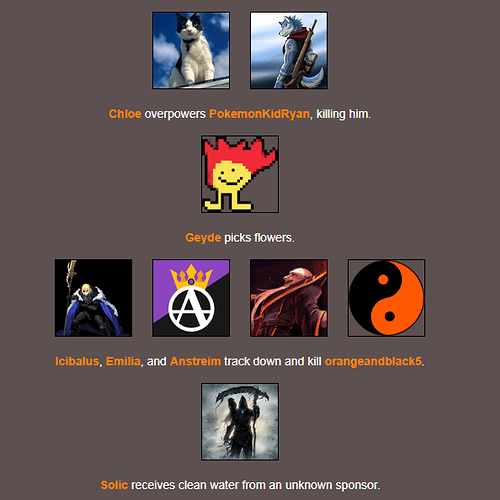 Chloe overpowers PokemonKidRyan, killing him.
Geyde picks flowers.
Icibalus, Emilia, and Anstreim track down and kill orangeandblack5.
Solic receives clean water from an unknown sponsor.